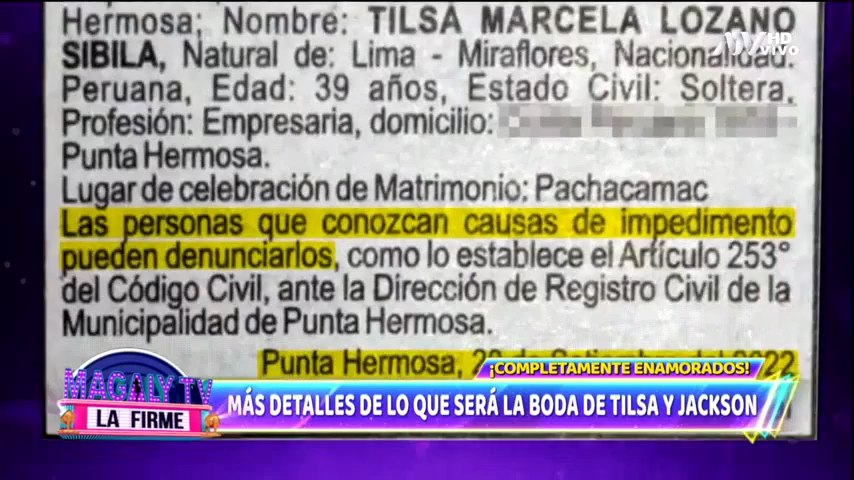 Hermosa; Nombre: TILSA MARCELA LOZANO
SIBILA, Natural de: Lima - Miraflores, Nacionalidad:
Peruana, Edad: 39 años, Estado Civil: Soltera,
Profesión: Empresaria, domicilio:
Punta Hermosa.
Lugar de celebración de Matrimonio: Pachacamac
Las personas que conozcan causas de impedimento
pueden denunciarlos, como lo establece el Artículo 253°
del Código Civil, ante la Dirección de Registro Civil de la
Municipalidad de Punta Hermosa.
Punta Hermosa, 2022
ATV HD
VIVO
¡COMPLETAMENTE ENAMORADOS!
MAGALY TV
LA FIRME
MÁS DETALLES DE LO QUE SERÁ LA BODA DE TILSA Y JACKSON